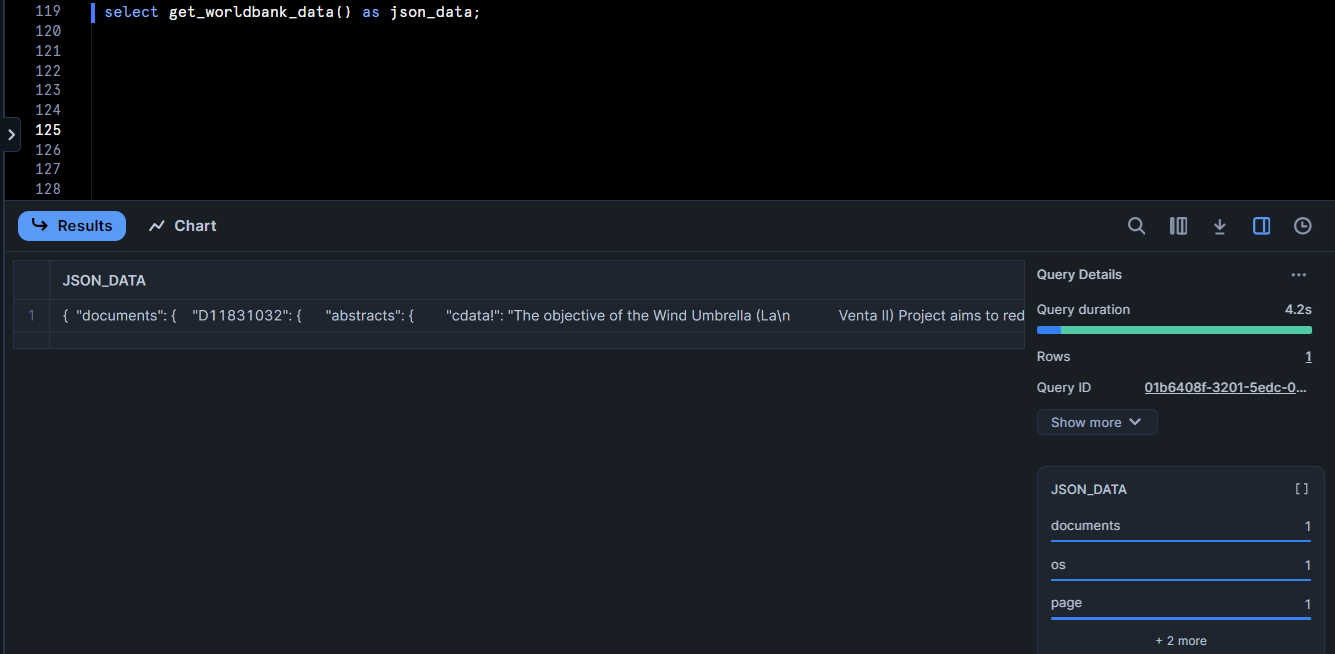 119 select get_worldbank_data() as json_data;
120
121
122
123
124
125
126
127
128
Results Chart
JSON_DATA
1 { "documents": { "D11831032": { "abstracts": { "cdata!": "The objective of the Wind Umbrella (La\n Venta II) Project aims to red
Query Details ...
Query duration 4.2s
Rows 1
Query ID 01b6408f-3201-5edc-0...
Show more
JSON_DATA [ ]
documents 1
os 1
page 1
+ 2 more